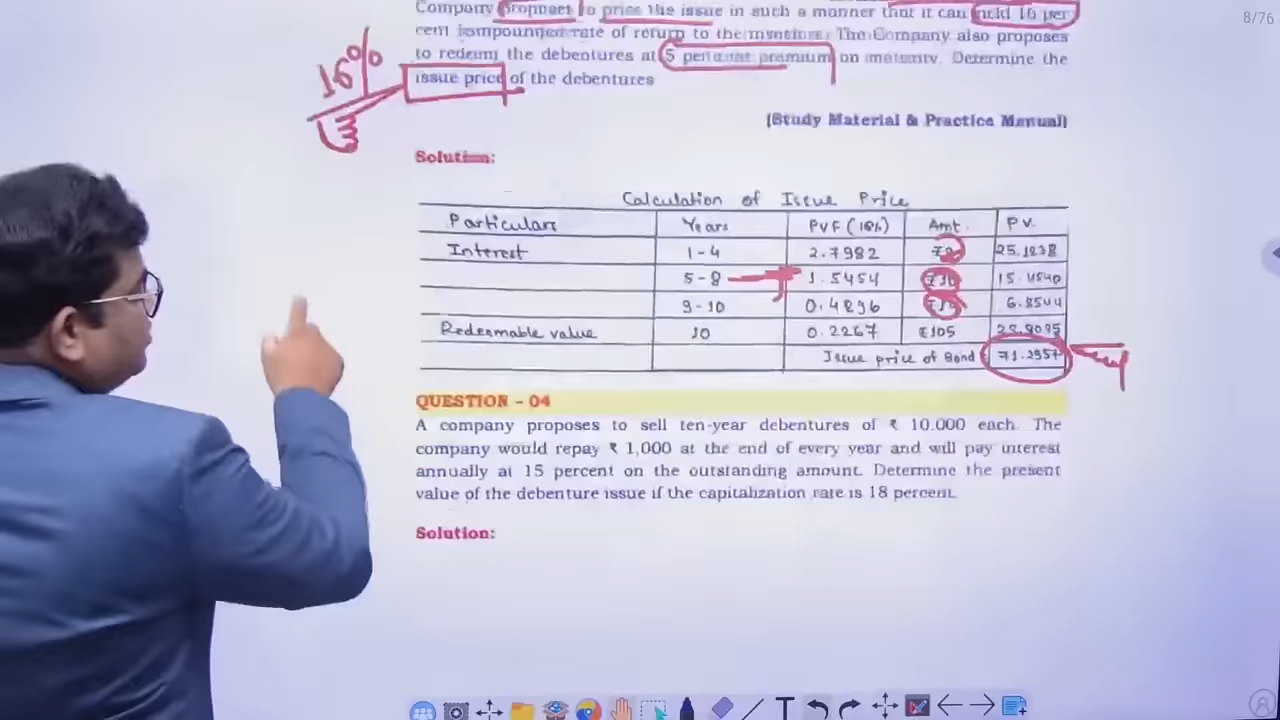 8/76
Company proposes to price the issue in such a manner that it can yield 16 per
cent compounded rate of return to the investors. The Company also proposes
to redeem the debentures at 5 percent premium on maturity. Determine the
issue price of the debentures
16%
(Study Material & Practice Manual)
Solution:
Calculation of Issue Price
Particulars Years PVF (16%) Amt. PV.
Interest 1-4 2.7982 25.1838
5-8 1.5454 15.4540
9-10 0.4896 6.8544
Redeemable value 10 0.2267 ₹105
Issue price of Bond 71.2957
QUESTION - 04
A company proposes to sell ten-year debentures of ₹ 10,000 each. The
company would repay ₹ 1,000 at the end of every year and will pay interest
annually at 15 percent on the outstanding amount. Determine the present
value of the debenture issue if the capitalization rate is 18 percent.
Solution: